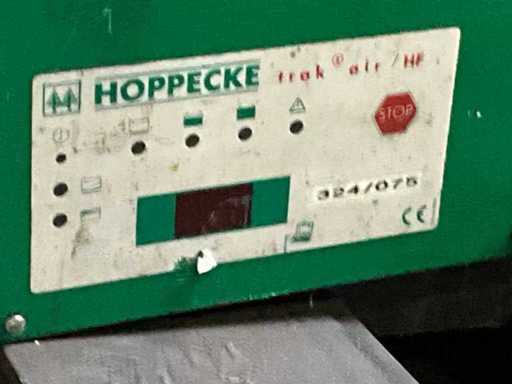 HOPPECKE trak® air / HF
STOP
324/075
CE